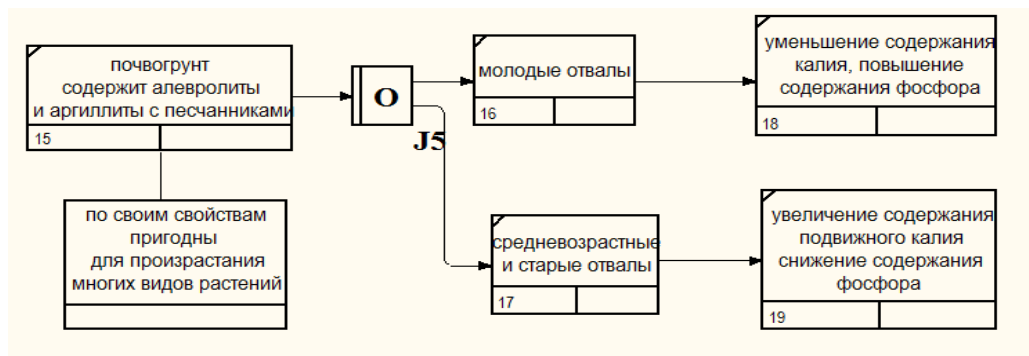 почвогрунт
содержит алевролиты
и аргиллиты с песчанниками
15
по своим свойствам
пригодны
для произрастания
многих видов растений
O
J5
молодые отвалы
16
уменьшение содержания
калия, повышение
содержания фосфора
18
средневозрастные
и старые отвалы
17
увеличение содержания
подвижного калия
снижение содержания
фосфора
19